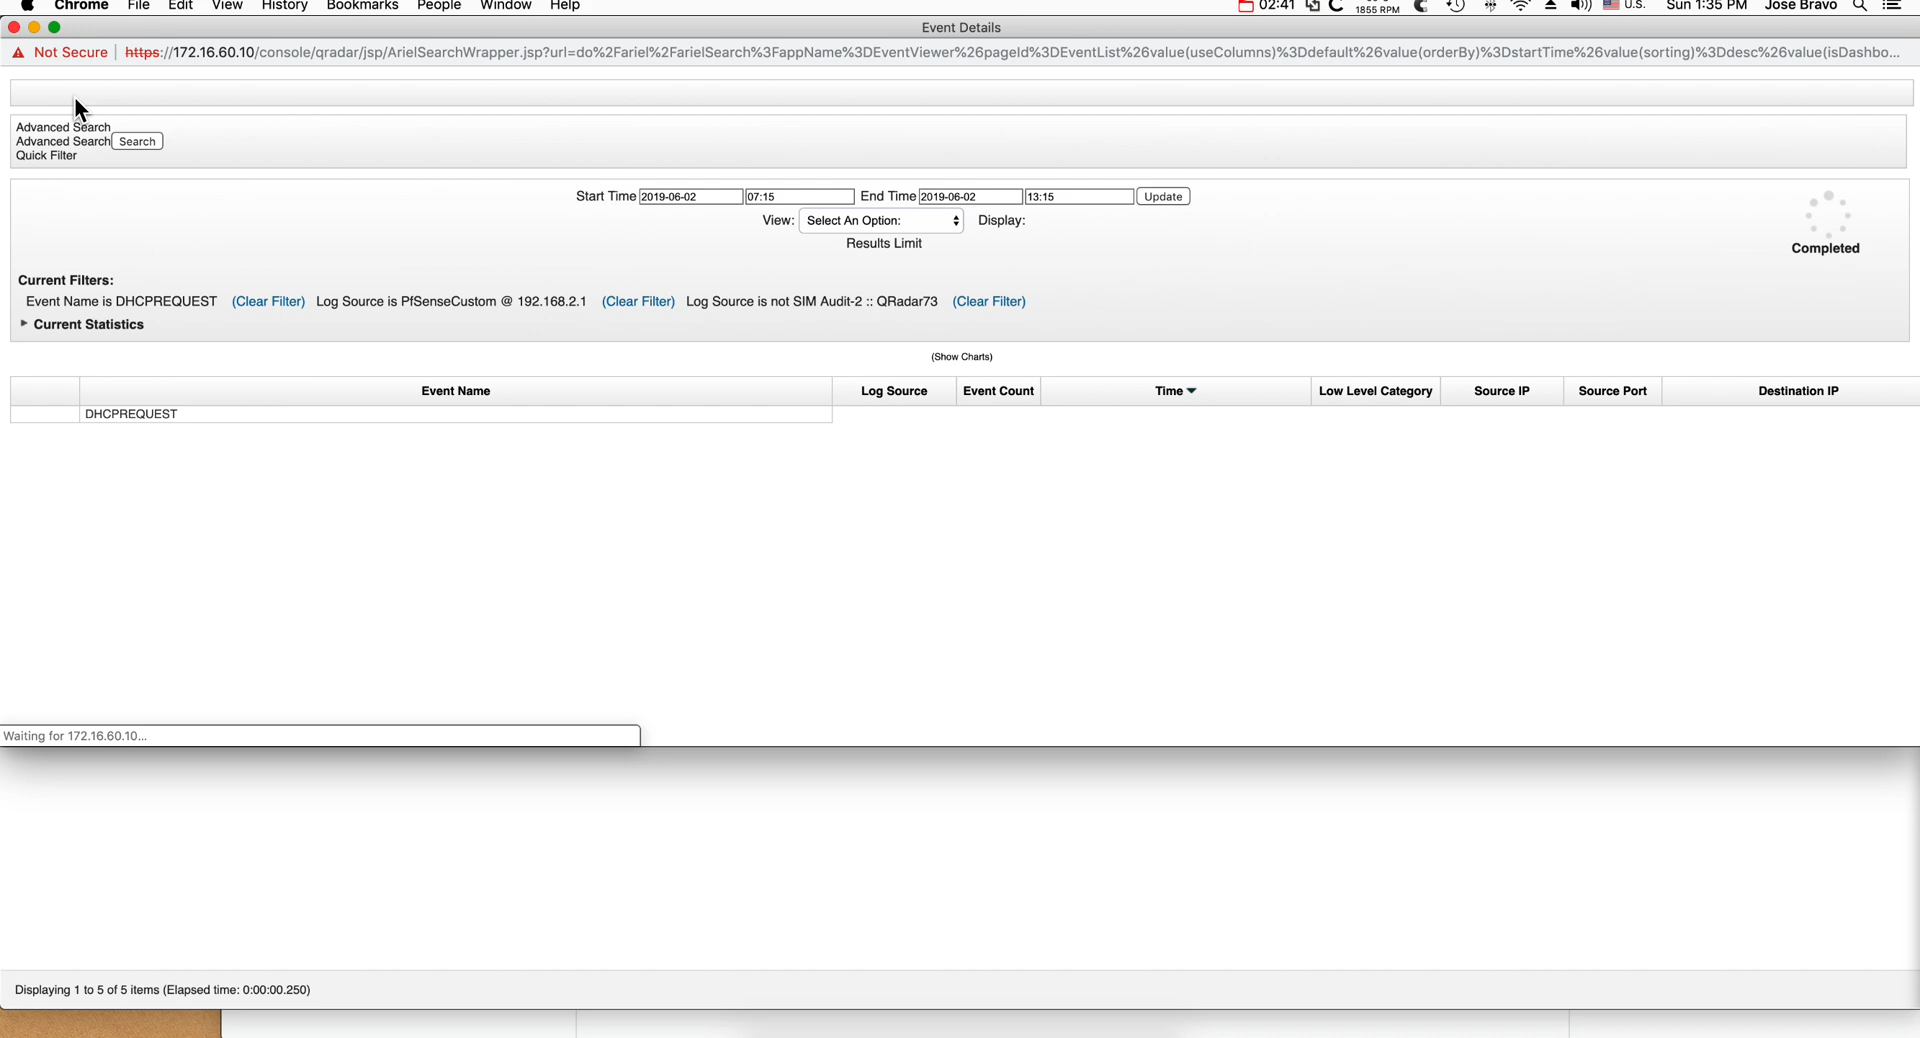 Chrome File Edit View History Bookmarks People Window Help 02:41 1855 RPM U.S. Sun 1:35 PM Jose Bravo
Event Details
Not Secure | https://172.16.60.10/console/qradar/jsp/ArielSearchWrapper.jsp?url=do%2Fariel%2FarielSearch%3FappName%3DEventViewer%26pageId%3DEventList%26value(useColumns)%3Ddefault%26value(orderBy)%3DstartTime%26value(sorting)%3Ddesc%26value(isDashbo...
Advanced Search
Advanced Search Search
Quick Filter
Start Time 2019-06-02 07:15 End Time 2019-06-02 13:15 Update
View: Select An Option: Display:
Results Limit
Completed
Current Filters:
Event Name is DHCPREQUEST (Clear Filter) Log Source is PfSenseCustom @ 192.168.2.1 (Clear Filter) Log Source is not SIM Audit-2 :: QRadar73 (Clear Filter)
Current Statistics
(Show Charts)
Event Name Log Source Event Count Time Low Level Category Source IP Source Port Destination IP
DHCPREQUEST
Waiting for 172.16.60.10...
Displaying 1 to 5 of 5 items (Elapsed time: 0:00:00.250)